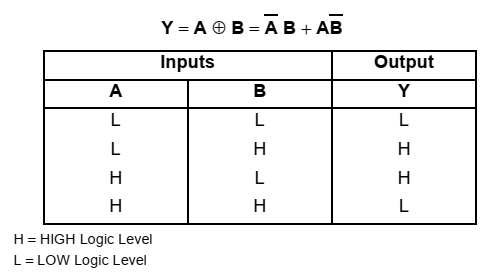 Y = A ⊕ B = A̅ B + AB̅
Inputs Output
A B Y
L L L
L H H
H L H
H H L
H = HIGH Logic Level
L = LOW Logic Level